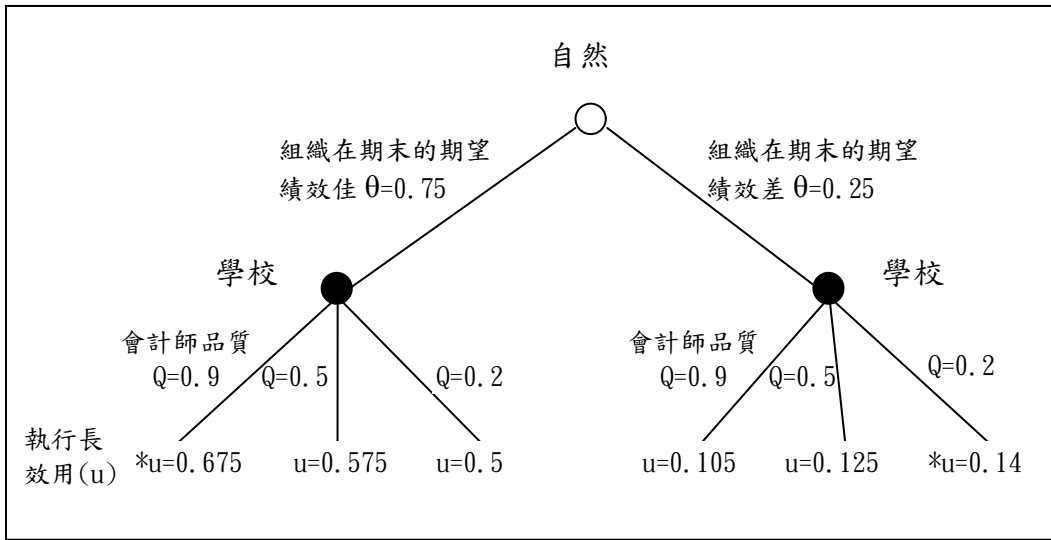 自然
組織在期末的期望
績效佳 θ=0.75
組織在期末的期望
績效差 θ=0.25
學校
學校
會計師品質
Q=0.9
Q=0.5
Q=0.2
會計師品質
Q=0.9
Q=0.5
Q=0.2
執行長
效用(u)
*u=0.675
u=0.575
u=0.5
u=0.105
u=0.125
*u=0.14